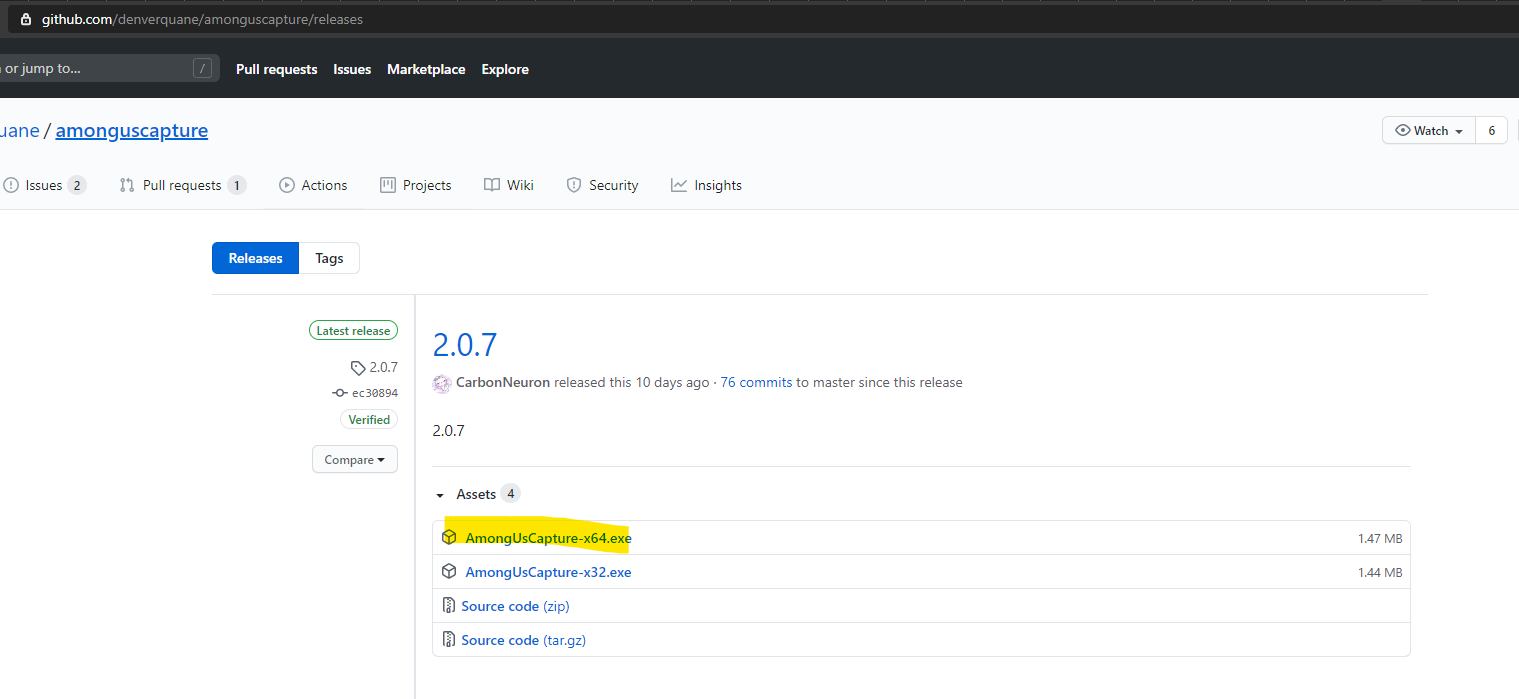 github.com/denverquane/amonguscapture/releases
or jump to... /
Pull requests Issues Marketplace Explore
uane / amonguscapture
Watch 6
Issues 2 Pull requests 1 Actions Projects Wiki Security Insights
Releases Tags
Latest release
2.0.7
ec30894
Verified
Compare
2.0.7
CarbonNeuron released this 10 days ago · 76 commits to master since this release
2.0.7
Assets 4
AmongUsCapture-x64.exe 1.47 MB
AmongUsCapture-x32.exe 1.44 MB
Source code (zip)
Source code (tar.gz)